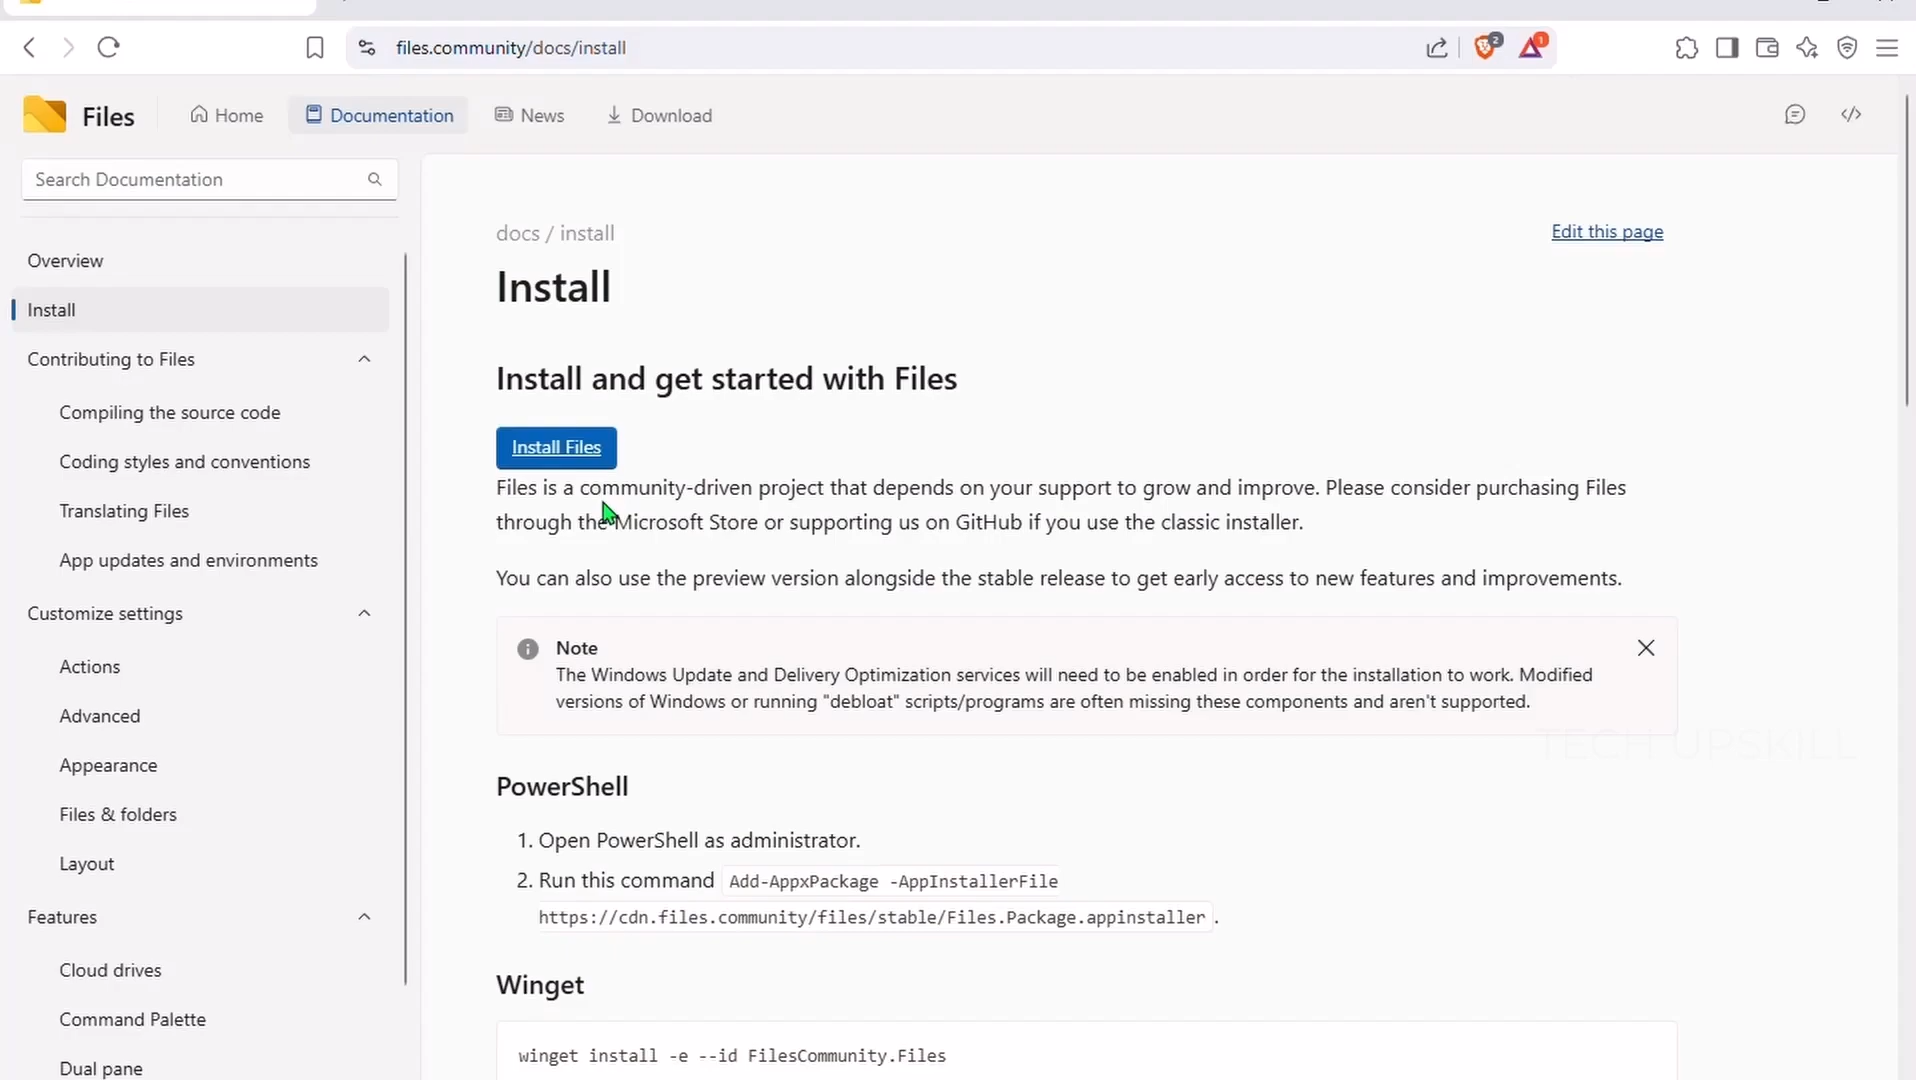 files.community/docs/install
2
1
Files
Home
Documentation
News
Download
Search Documentation
Overview
Install
Contributing to Files
Compiling the source code
Coding styles and conventions
Translating Files
App updates and environments
Customize settings
Actions
Advanced
Appearance
Files & folders
Layout
Features
Cloud drives
Command Palette
Dual pane
docs / install
Edit this page
Install
Install and get started with Files
Install Files
Files is a community-driven project that depends on your support to grow and improve. Please consider purchasing Files
through the Microsoft Store or supporting us on GitHub if you use the classic installer.
You can also use the preview version alongside the stable release to get early access to new features and improvements.
Note
The Windows Update and Delivery Optimization services will need to be enabled in order for the installation to work. Modified
versions of Windows or running "debloat" scripts/programs are often missing these components and aren't supported.
TECH UPSKILL
PowerShell
1. Open PowerShell as administrator.
2. Run this command Add-AppxPackage -AppInstallerFile
https://cdn.files.community/files/stable/Files.Package.appinstaller .
Winget
winget install -e --id FilesCommunity.Files